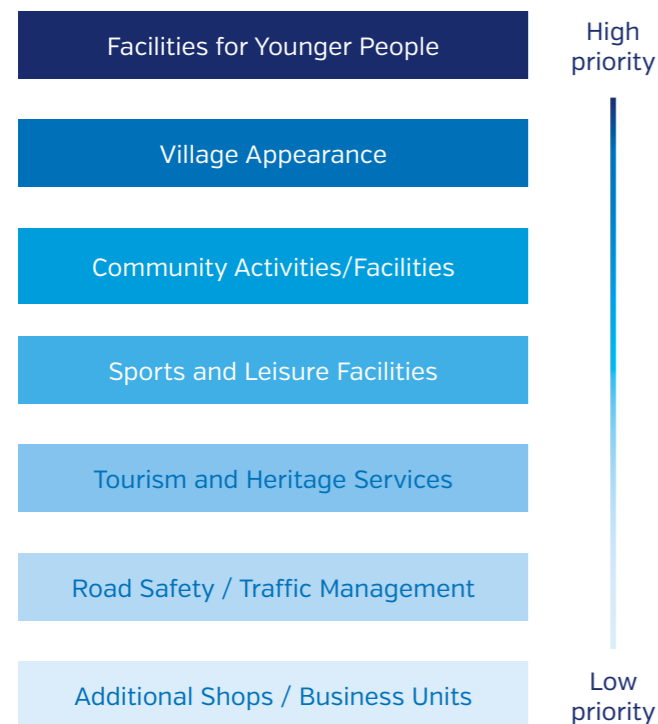 Facilities for Younger People
High
priority
Village Appearance
Community Activities/Facilities
Sports and Leisure Facilities
Tourism and Heritage Services
Road Safety / Traffic Management
Additional Shops / Business Units
Low
priority